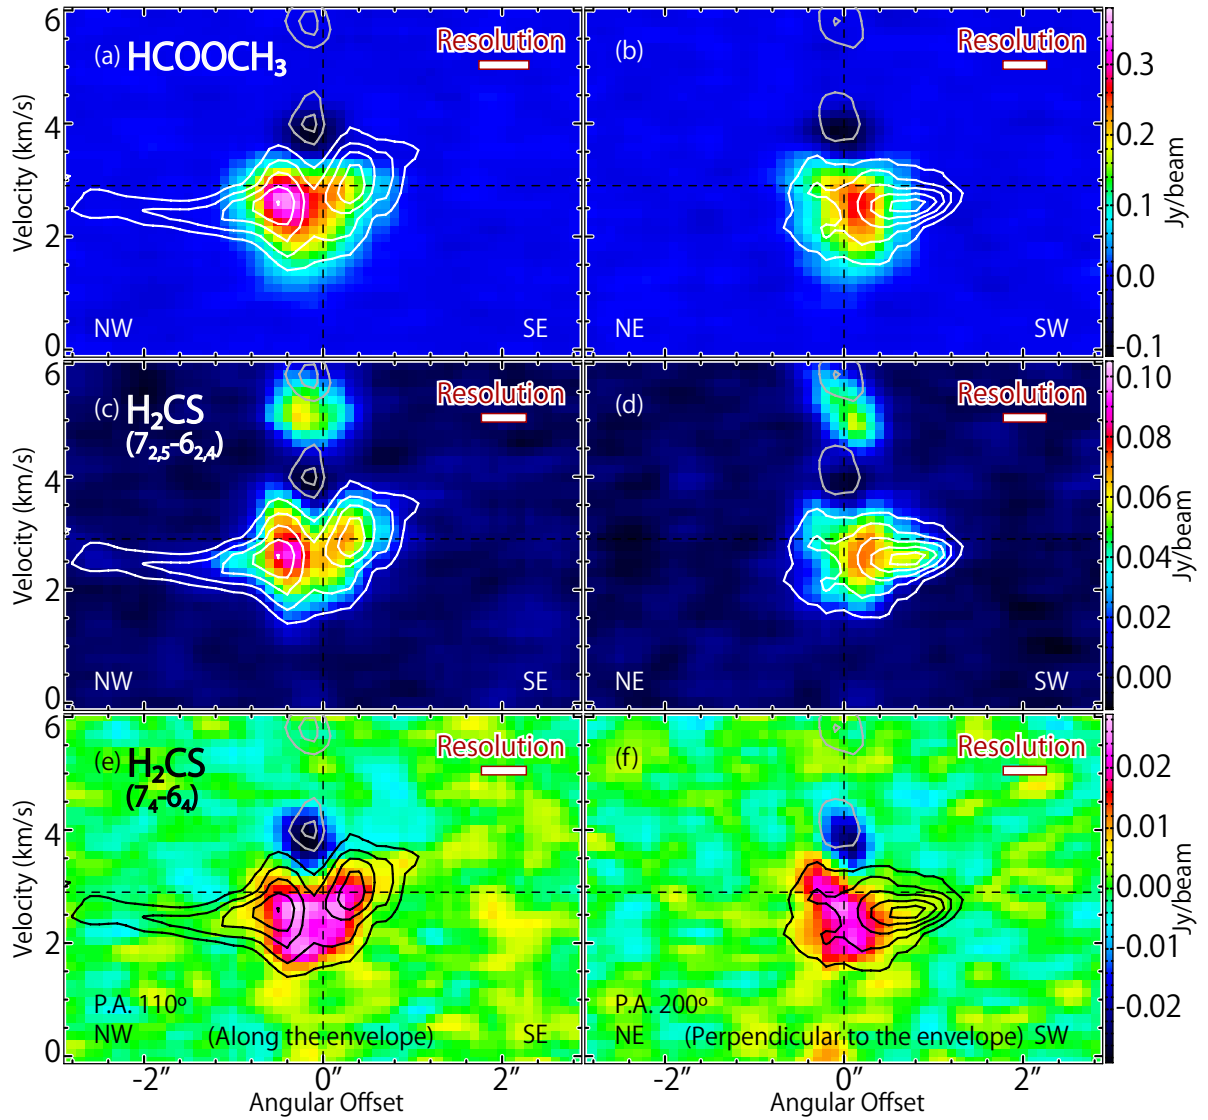 6
(a) HCOOCH₃
Resolution
(b)
Resolution
0.3
4
0.2
Velocity (km/s)
0.1
Jy/beam
2
0.0
NW
SE
NE
SW
0
-0.1
6
(c) H₂CS
(7₂,₅-6₂,₄)
Resolution
(d)
Resolution
0.10
0.08
4
0.06
Velocity (km/s)
0.04
Jy/beam
2
0.02
NW
SE
NE
SW
0.00
0
6
(e) H₂CS
(7₄-6₄)
Resolution
(f)
Resolution
0.02
4
0.01
Velocity (km/s)
0.00
Jy/beam
2
-0.01
P.A. 110º
P.A. 200º
-0.02
NW
(Along the envelope)
SE
NE
(Perpendicular to the envelope)
SW
0
-2″
0″
2″
-2″
0″
2″
Angular Offset
Angular Offset